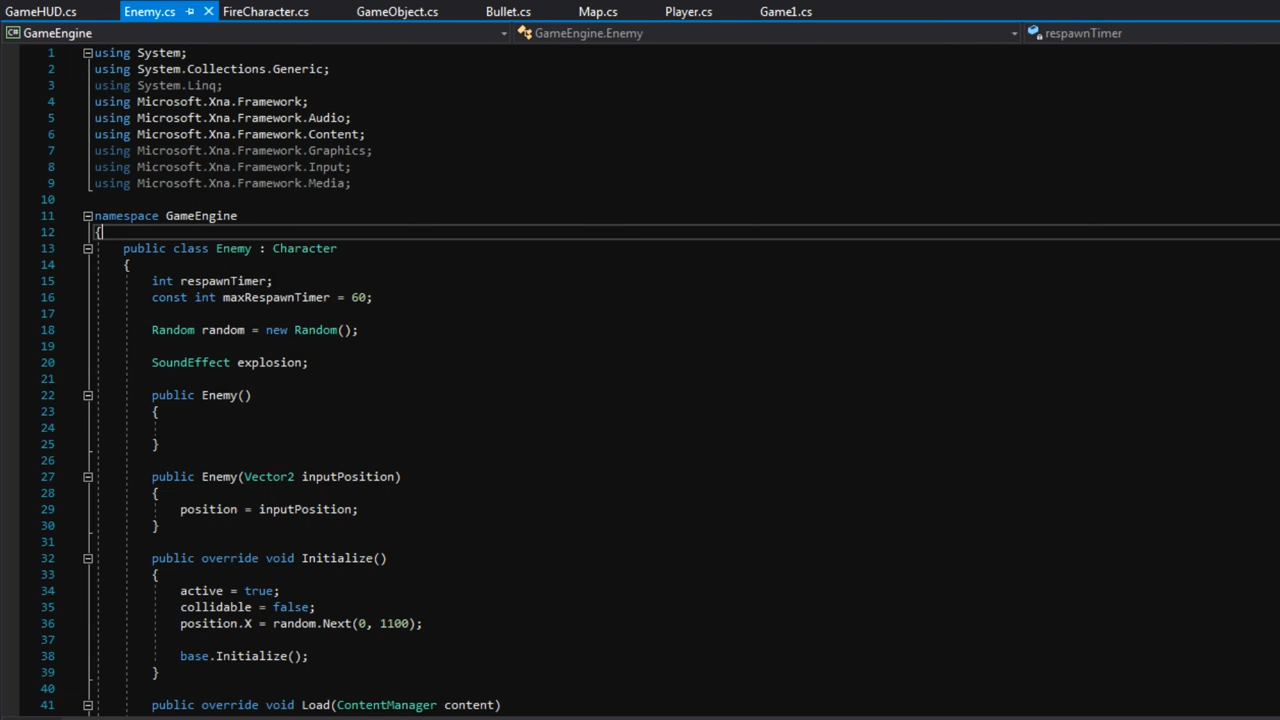 GameHUD.cs Enemy.cs FireCharacter.cs GameObject.cs Bullet.cs Map.cs Player.cs Game1.cs
C# GameEngine GameEngine.Enemy respawnTimer
1 using System;
2 using System.Collections.Generic;
3 using System.Linq;
4 using Microsoft.Xna.Framework;
5 using Microsoft.Xna.Framework.Audio;
6 using Microsoft.Xna.Framework.Content;
7 using Microsoft.Xna.Framework.Graphics;
8 using Microsoft.Xna.Framework.Input;
9 using Microsoft.Xna.Framework.Media;
10
11 namespace GameEngine
12 {
13 public class Enemy : Character
14 {
15 int respawnTimer;
16 const int maxRespawnTimer = 60;
17
18 Random random = new Random();
19
20 SoundEffect explosion;
21
22 public Enemy()
23 {
24
25 }
26
27 public Enemy(Vector2 inputPosition)
28 {
29 position = inputPosition;
30 }
31
32 public override void Initialize()
33 {
34 active = true;
35 collidable = false;
36 position.X = random.Next(0, 1100);
37
38 base.Initialize();
39 }
40
41 public override void Load(ContentManager content)